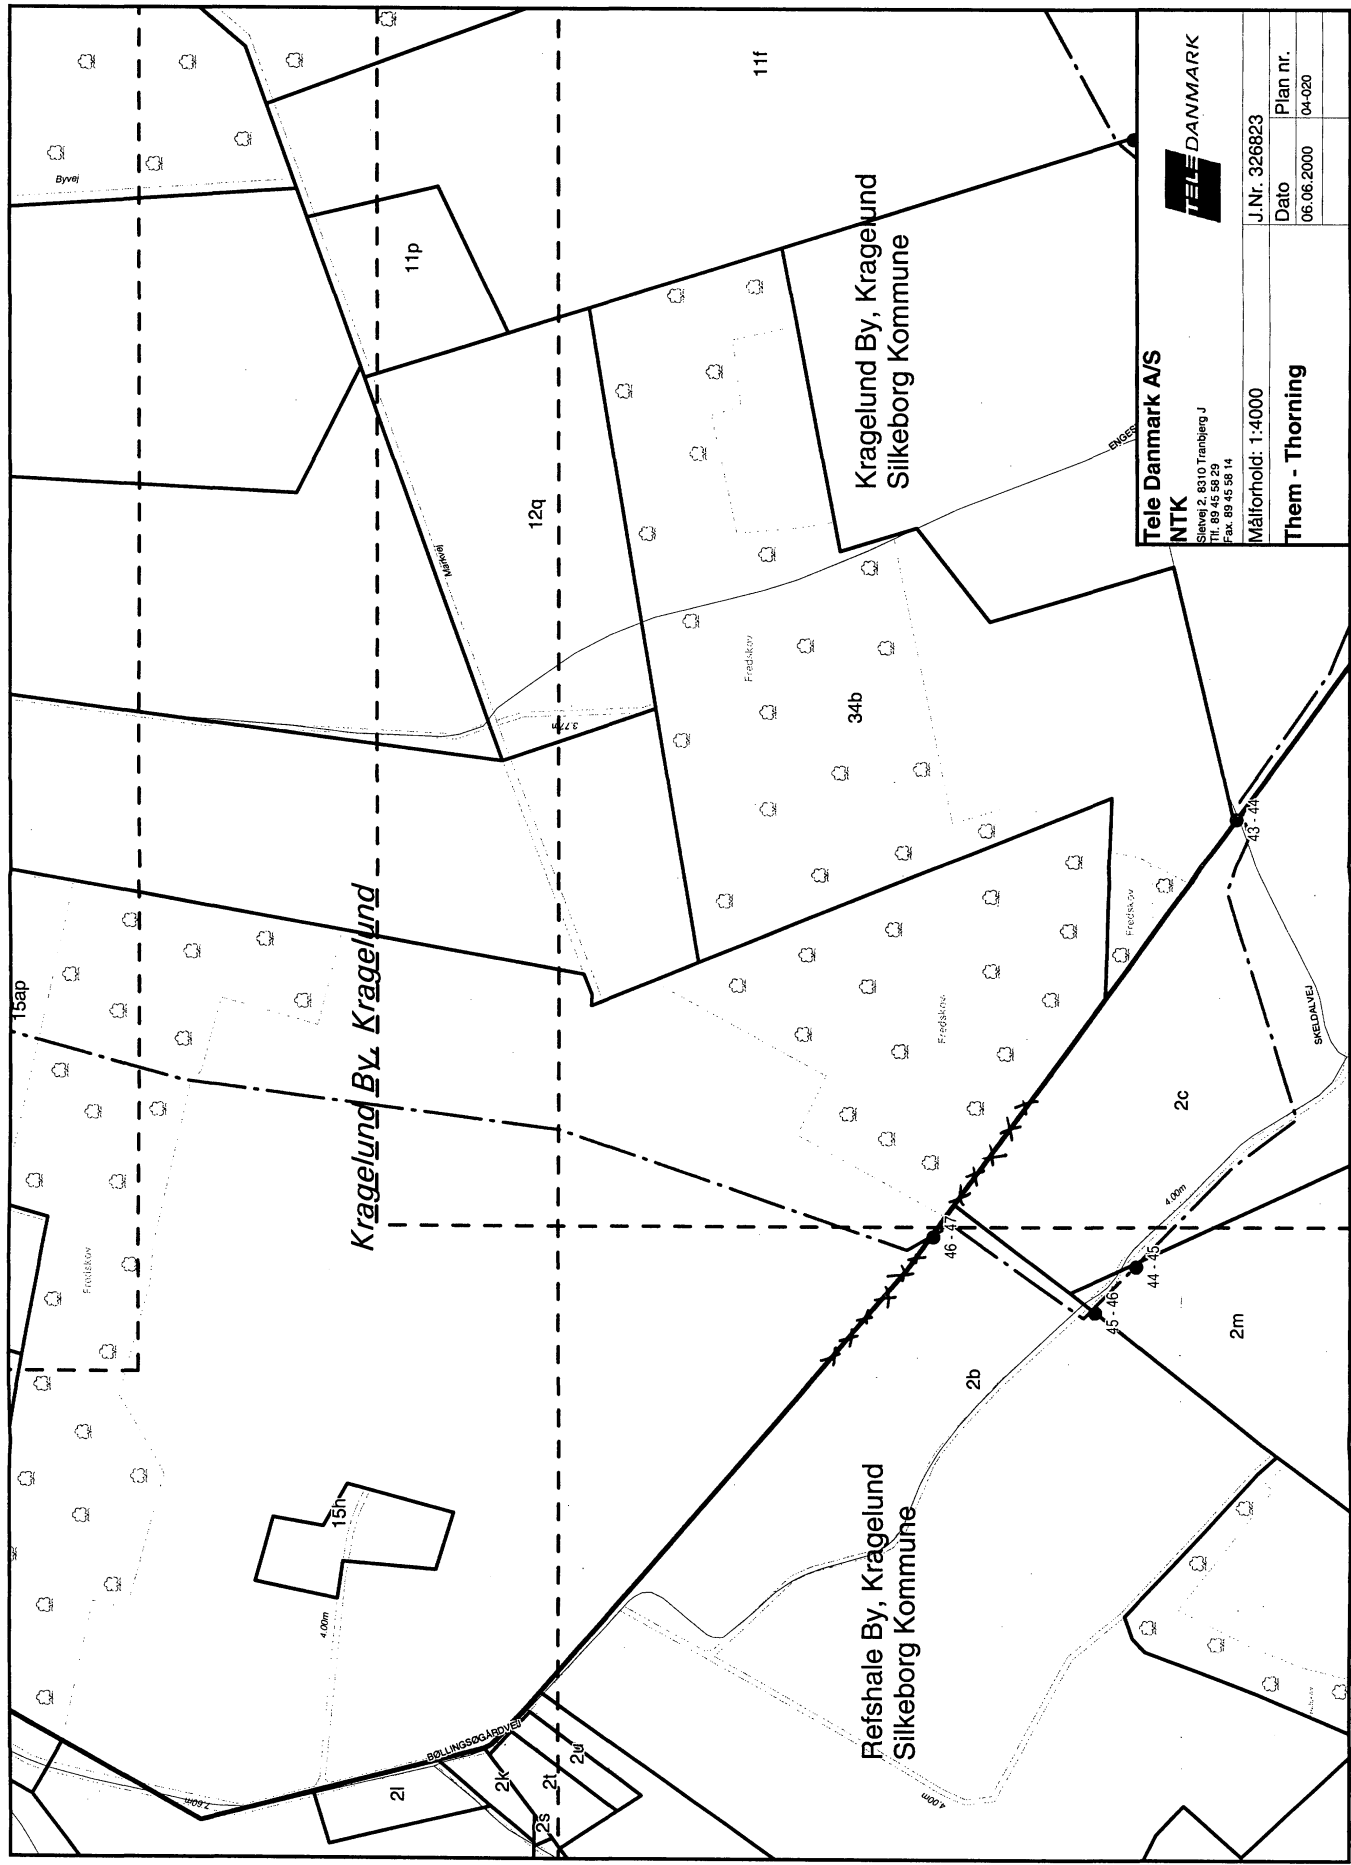 Byvej
11f
11p
Kragelund By, Kragelund
Silkeborg Kommune
12q
Markvej
ENGES
Fredskov
34b
3.77m
43 - 44
15ap
Kragelund By, Kragelund
Fredskov
Fredskov
SKELDALVEJ
2c
46 - 47
4.00m
44 - 45
45 - 46
2m
2b
Fredskov
15h
4.00m
Refshale By, Kragelund
Silkeborg Kommune
BØLLINGSØGÅRDVEJ
2l
2k
2t
2u
2s
7.60m
4.00m
Tele Danmark A/S
NTK
Sletvej 2, 8310 Tranbjerg J
Tlf. 89 45 58 29
Fax. 89 45 58 14
TELE DANMARK
Målforhold: 1:4000
J.Nr. 326823
Them - Thorning
Dato
Plan nr.
06.06.2000
04-020